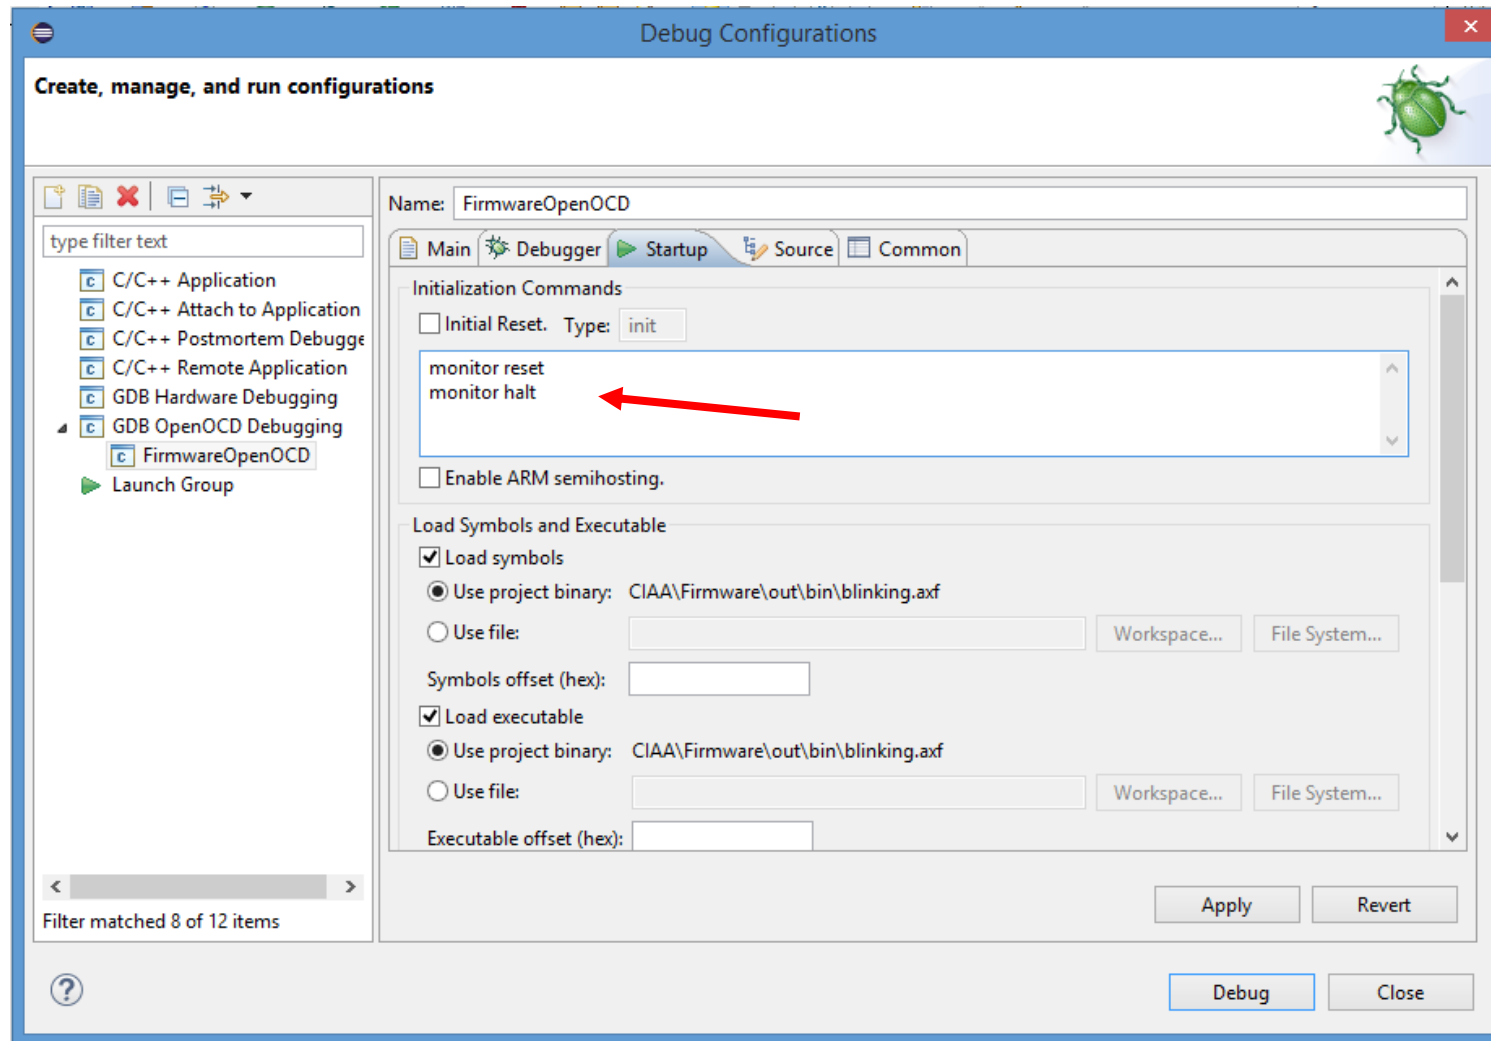 Debug Configurations
Create, manage, and run configurations
type filter text
C/C++ Application
C/C++ Attach to Application
C/C++ Postmortem Debugge
C/C++ Remote Application
GDB Hardware Debugging
GDB OpenOCD Debugging
FirmwareOpenOCD
Launch Group
Filter matched 8 of 12 items
Name: FirmwareOpenOCD
Main Debugger Startup Source Common
Initialization Commands
Initial Reset. Type: init
monitor reset
monitor halt
Enable ARM semihosting.
Load Symbols and Executable
Load symbols
Use project binary: CIAA\Firmware\out\bin\blinking.axf
Use file: Workspace... File System...
Symbols offset (hex):
Load executable
Use project binary: CIAA\Firmware\out\bin\blinking.axf
Use file: Workspace... File System...
Executable offset (hex):
Apply Revert
Debug Close